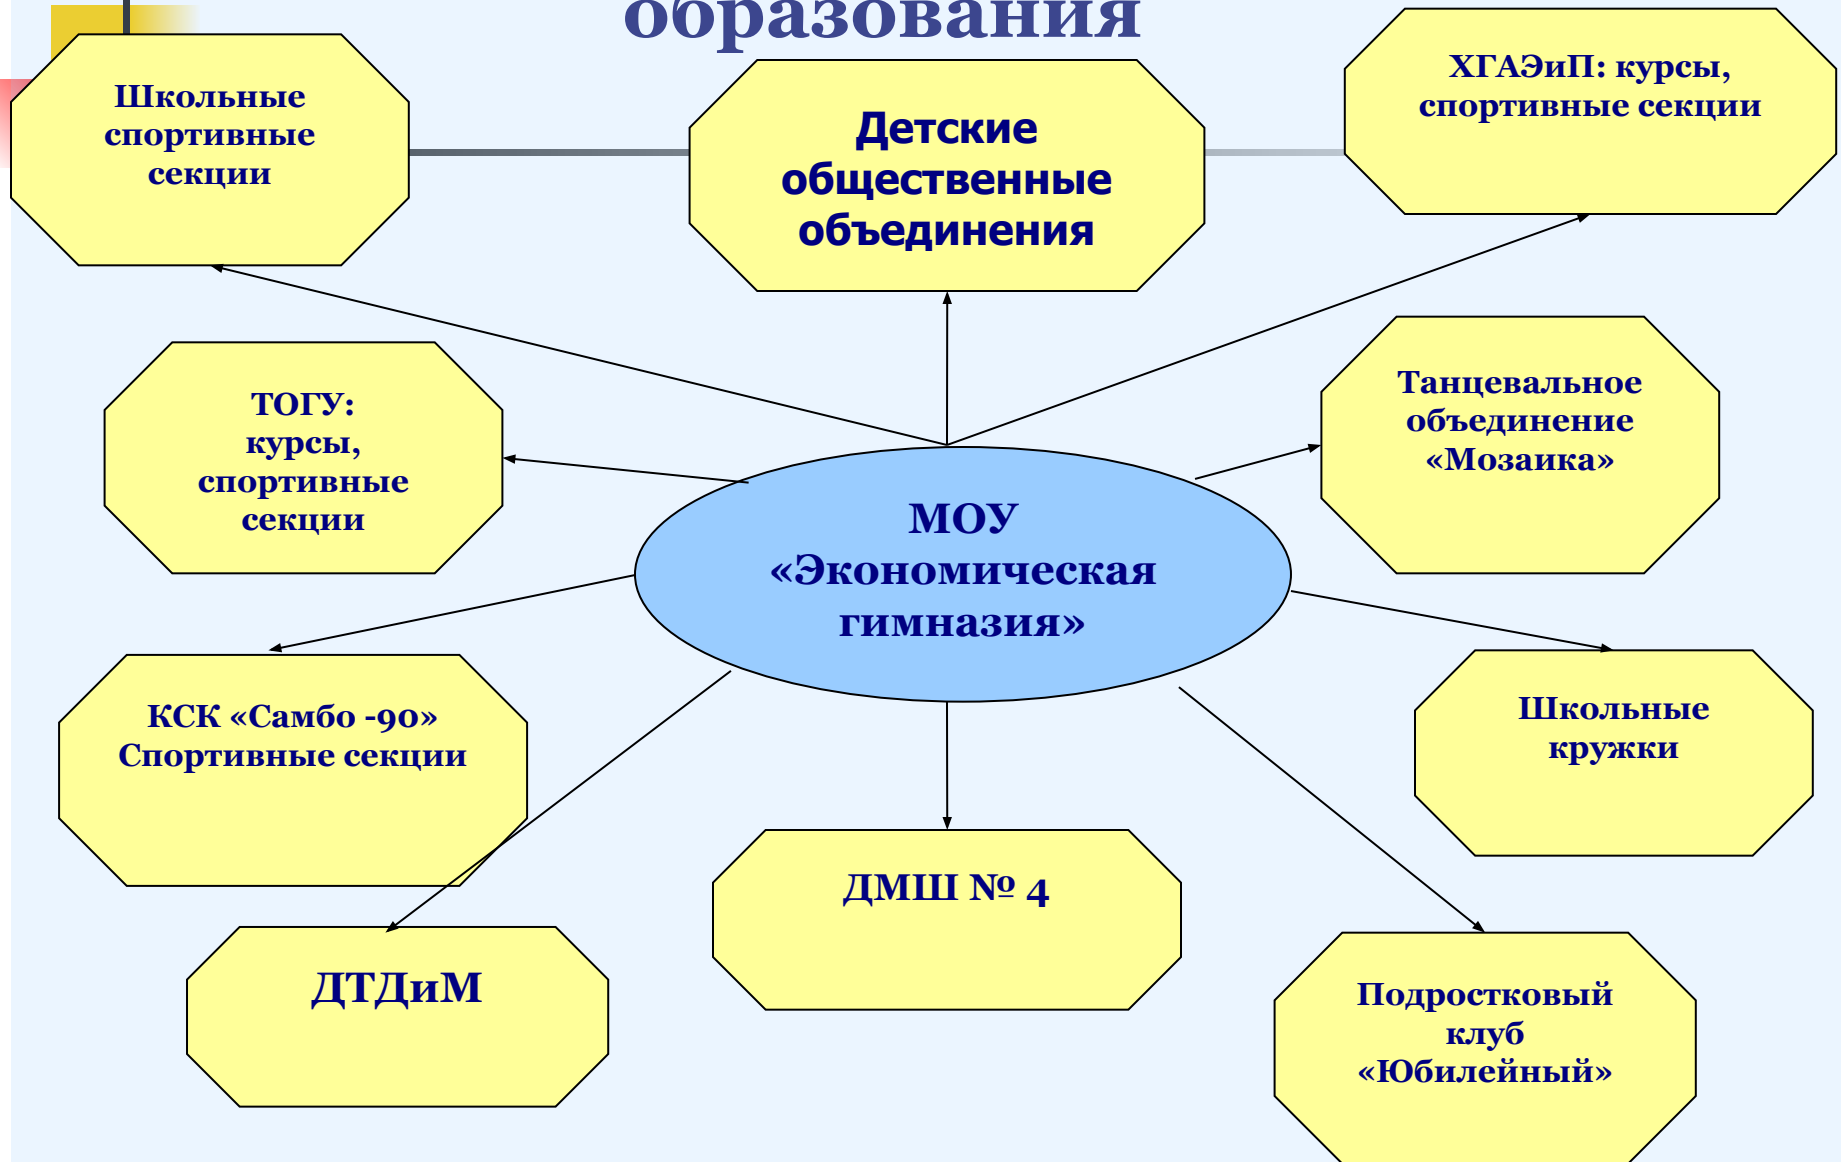 образования
Школьные
спортивные
секции
Детские
общественные
объединения
ХГАЭиП: курсы,
спортивные секции
ТОГУ:
курсы,
спортивные
секции
Танцевальное
объединение
«Мозаика»
МОУ
«Экономическая
гимназия»
КСК «Самбо -90»
Спортивные секции
Школьные
кружки
ДМШ № 4
ДТДиМ
Подростковый
клуб
«Юбилейный»